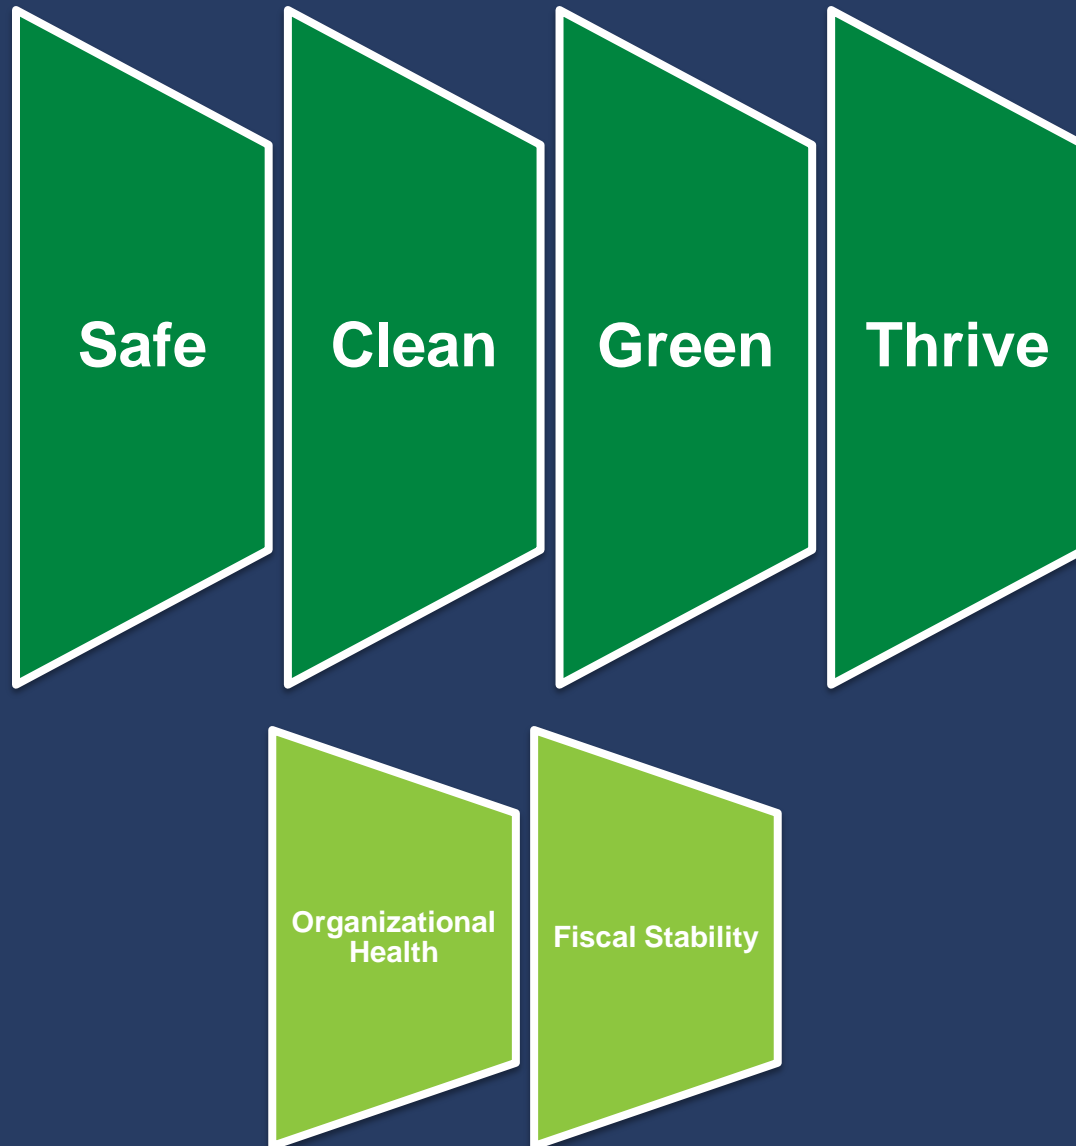 Safe
Clean
Green
Thrive
Organizational
Health
Fiscal Stability